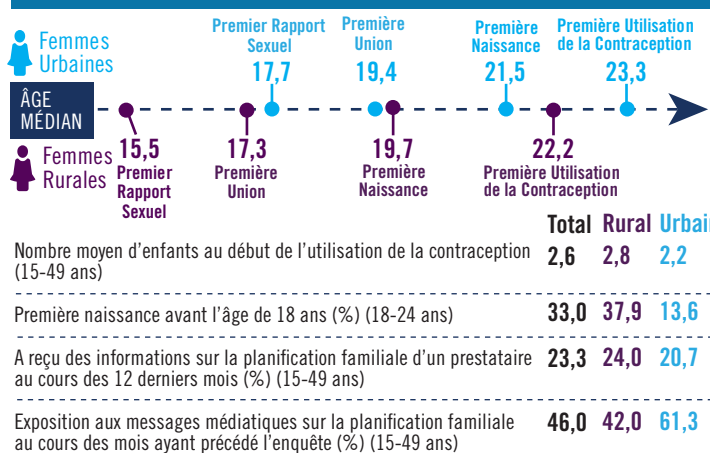 Femmes
Urbaines
Premier Rapport
Sexuel
17,7
Première
Union
19,4
Première
Naissance
21,5
Première Utilisation
de la Contraception
23,3
ÂGE
MÉDIAN
Femmes
Rurales
15,5
Premier
Rapport
Sexuel
17,3
Première
Union
19,7
Première
Naissance
22,2
Première Utilisation
de la Contraception
Total Rural Urbai
Nombre moyen d'enfants au début de l'utilisation de la contraception 2,6 2,8 2,2
(15-49 ans)
Première naissance avant l'âge de 18 ans (%) (18-24 ans) 33,0 37,9 13,6
A reçu des informations sur la planification familiale d'un prestataire 23,3 24,0 20,7
au cours des 12 derniers mois (%) (15-49 ans)
Exposition aux messages médiatiques sur la planification familiale 46,0 42,0 61,3
au cours des mois ayant précédé l'enquête (%) (15-49 ans)